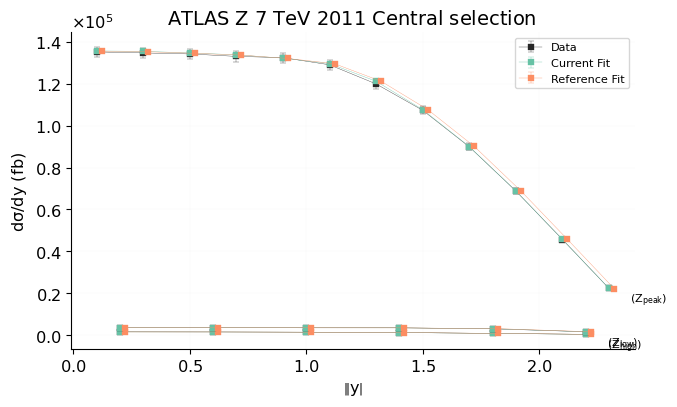 ATLAS Z 7 TeV 2011 Central selection
×10⁵
1.4
1.2
1.0
0.8
0.6
0.4
0.2
0.0
dσ/dy (fb)
Data
Current Fit
Reference Fit
(Z_peak)
0.0 0.5 1.0 1.5 2.0
‖y|